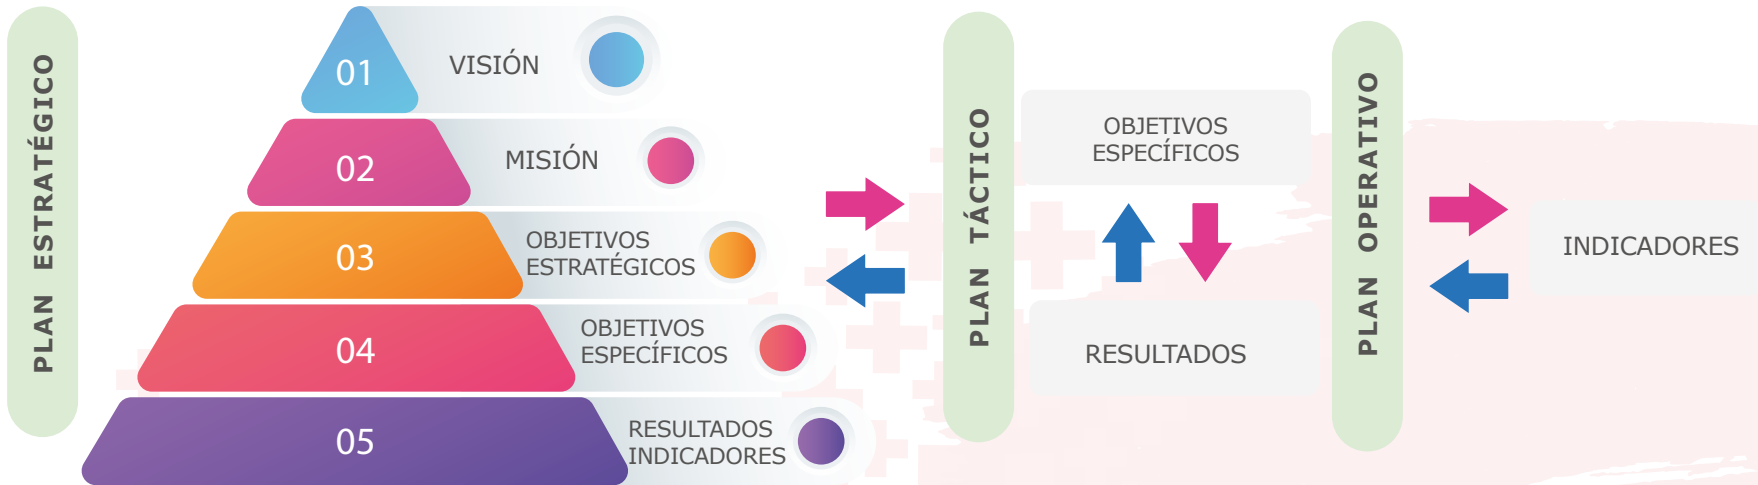 PLAN ESTRATÉGICO
01
VISIÓN
02
MISIÓN
03
OBJETIVOS
ESTRATÉGICOS
04
OBJETIVOS
ESPECÍFICOS
05
RESULTADOS
INDICADORES
PLAN TÁCTICO
OBJETIVOS
ESPECÍFICOS
RESULTADOS
PLAN OPERATIVO
INDICADORES